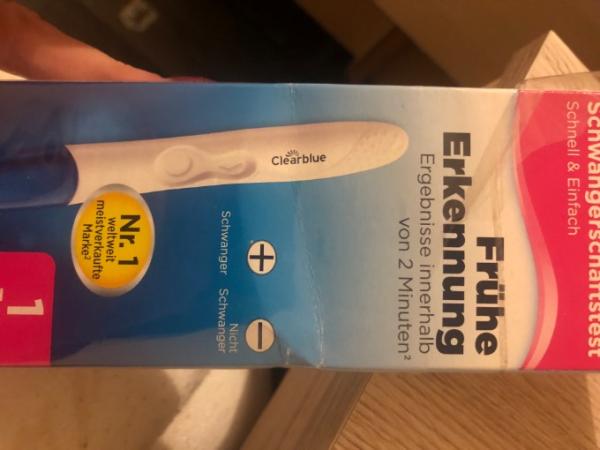 Schwangerschaftstest
Schnell & Einfach
Frühe
Erkennung
Ergebnisse innerhalb
von 2 Minuten²
Clearblue
+
Schwanger
−
Nicht
Schwanger
Nr. 1
weltweit
meistverkaufte
Marke²
1